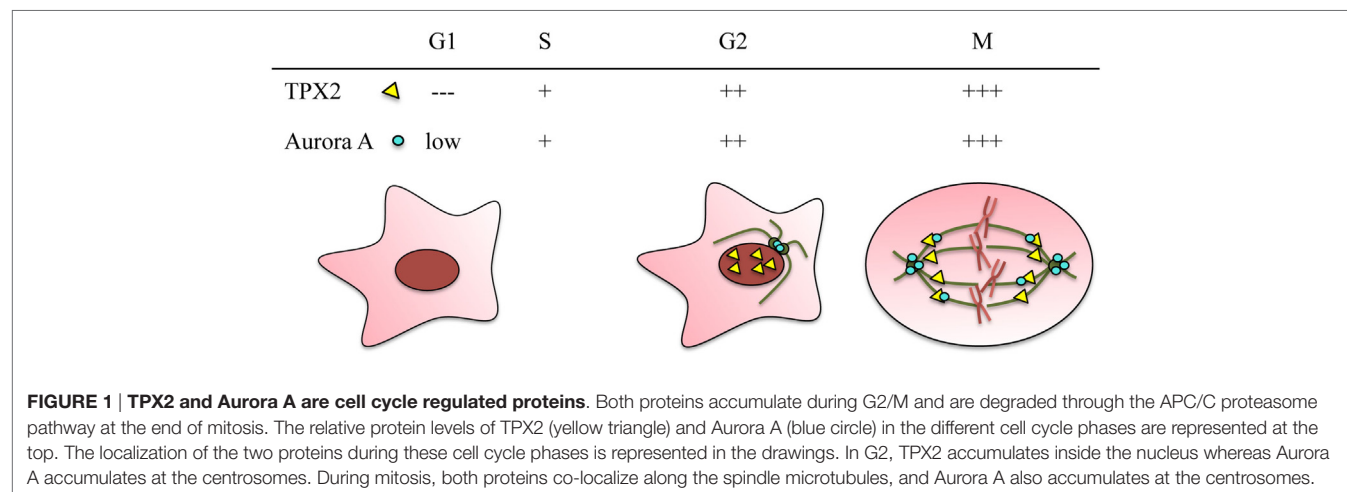 G1 S G2 M
TPX2 --- + ++ +++
Aurora A low + ++ +++
FIGURE 1 | TPX2 and Aurora A are cell cycle regulated proteins. Both proteins accumulate during G2/M and are degraded through the APC/C proteasome
pathway at the end of mitosis. The relative protein levels of TPX2 (yellow triangle) and Aurora A (blue circle) in the different cell cycle phases are represented at the
top. The localization of the two proteins during these cell cycle phases is represented in the drawings. In G2, TPX2 accumulates inside the nucleus whereas Aurora
A accumulates at the centrosomes. During mitosis, both proteins co-localize along the spindle microtubules, and Aurora A also accumulates at the centrosomes.